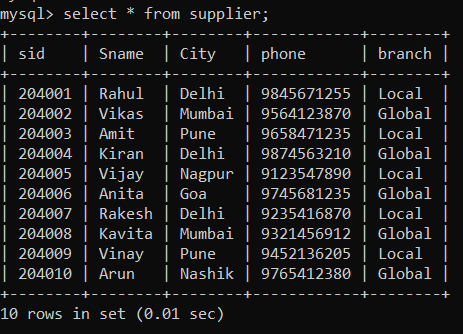 mysql> select * from supplier;
+--------+--------+--------+------------+--------+
| sid    | Sname  | City   | phone      | branch |
+--------+--------+--------+------------+--------+
| 204001 | Rahul  | Delhi  | 9845671255 | Local  |
| 204002 | Vikas  | Mumbai | 9564123870 | Global |
| 204003 | Amit   | Pune   | 9658471235 | Local  |
| 204004 | Kiran  | Delhi  | 9874563210 | Global |
| 204005 | Vijay  | Nagpur | 9123547890 | Local  |
| 204006 | Anita  | Goa    | 9745681235 | Global |
| 204007 | Rakesh | Delhi  | 9235416870 | Local  |
| 204008 | Kavita | Mumbai | 9321456912 | Global |
| 204009 | Vinay  | Pune   | 9452136205 | Local  |
| 204010 | Arun   | Nashik | 9765412380 | Global |
+--------+--------+--------+------------+--------+
10 rows in set (0.01 sec)